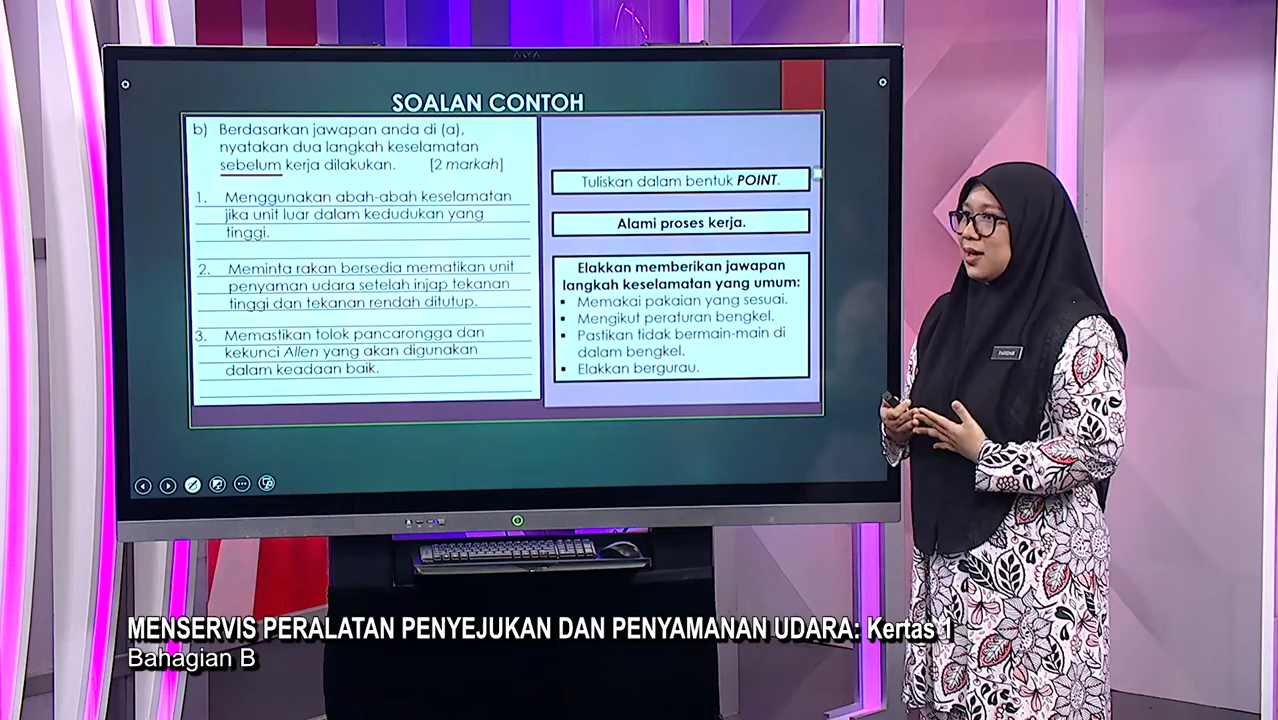 SOALAN CONTOH
b) Berdasarkan jawapan anda di (a),
nyatakan dua langkah keselamatan
sebelum kerja dilakukan. [2 markah]
1. Menggunakan abah-abah keselamatan
jika unit luar dalam kedudukan yang
tinggi.
2. Meminta rakan bersedia mematikan unit
penyaman udara setelah injap tekanan
tinggi dan tekanan rendah ditutup.
3. Memastikan tolok pancarongga dan
kekunci Allen yang akan digunakan
dalam keadaan baik.
Tuliskan dalam bentuk POINT.
Alami proses kerja.
Elakkan memberikan jawapan
langkah keselamatan yang umum:
▪ Memakai pakaian yang sesuai.
▪ Mengikut peraturan bengkel.
▪ Pastikan tidak bermain-main di
dalam bengkel.
▪ Elakkan bergurau.
MENSERVIS PERALATAN PENYEJUKAN DAN PENYAMANAN UDARA: Kertas 1
Bahagian B